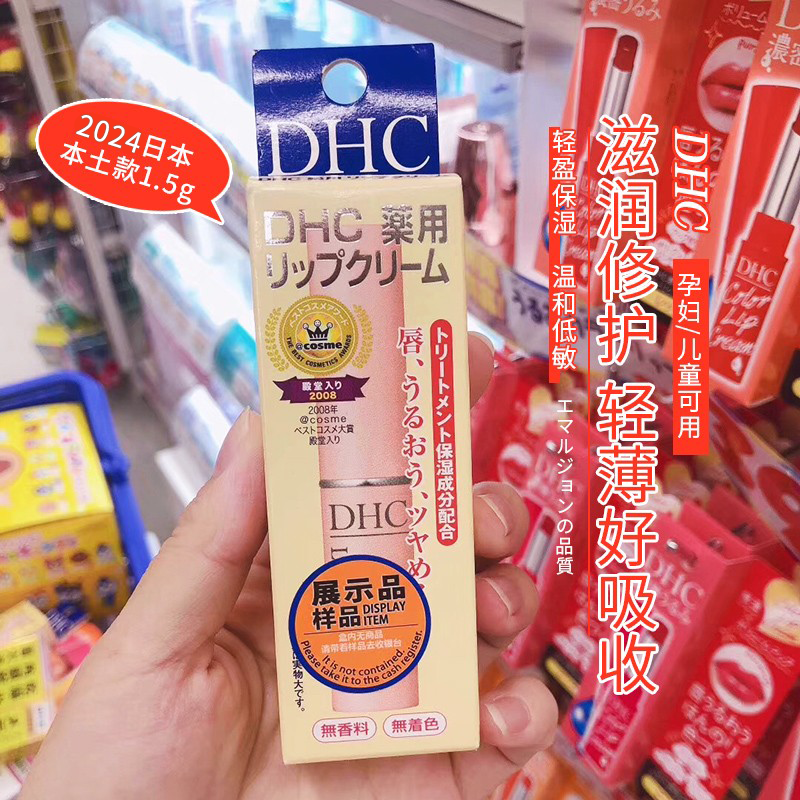 2024日本
本土款1.5g
DHC
DHC 薬用
リップクリーム
ベストコスメアワード
@cosme
THE BEST COSMETICS AWARDS
殿堂入り
2008
2008年
@cosme
ベストコスメ大賞
殿堂入り
トリートメント保湿成分配合
唇、うるおう、ツヤめ
DHC
展示品
样品
DISPLAY
ITEM
盒内无商品
请带着样品去收银台
It is not contained.
Please take it to the cash register.
実物大です。
無香料
無着色
DHC
孕妇/儿童可用
滋润修护 轻薄好吸收
轻盈保湿 温和低敏
エマルジョンの品質
DHC
Color
Lip
Cream
DHC